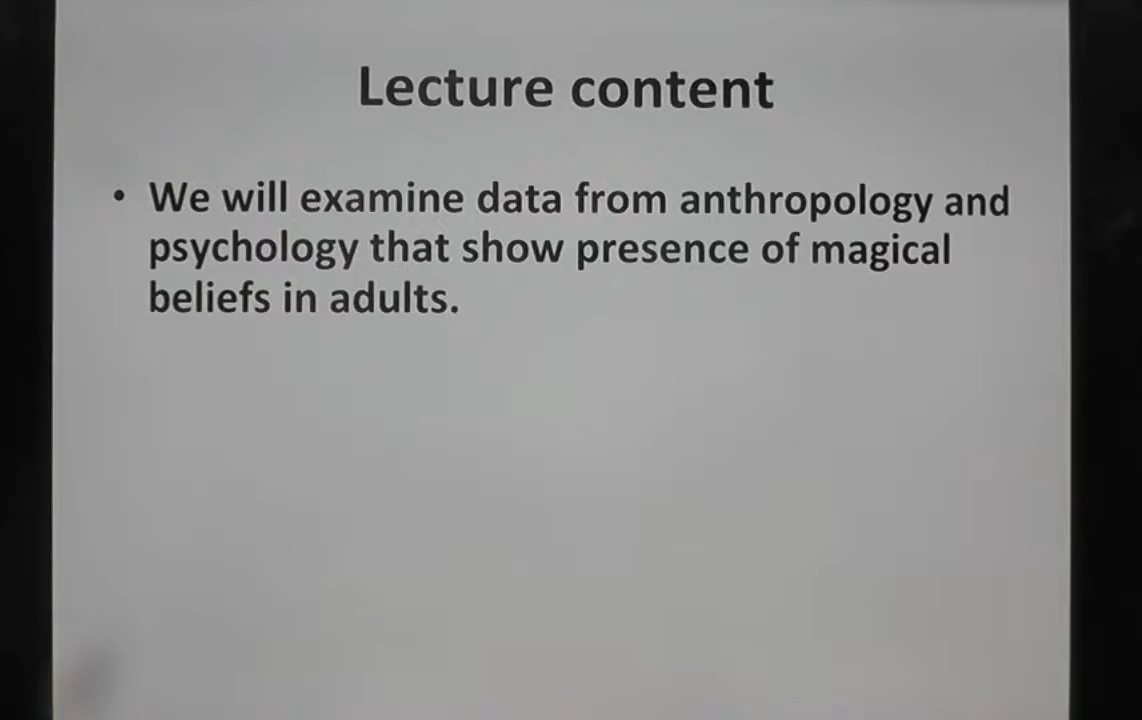 Lecture content
• We will examine data from anthropology and
psychology that show presence of magical
beliefs in adults.